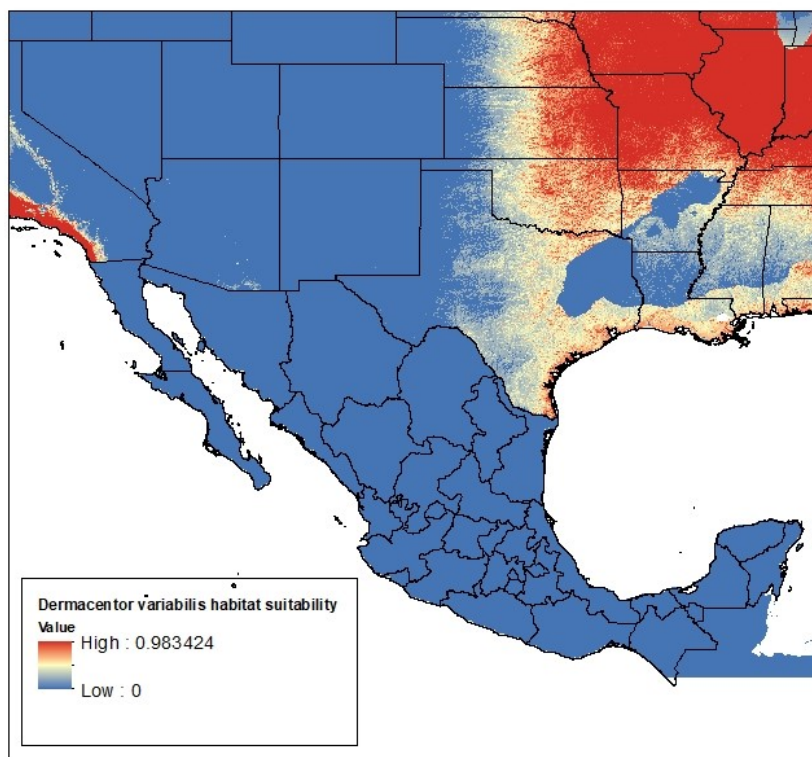 Dermacentor variabilis habitat suitability
Value
High : 0.983424
Low : 0